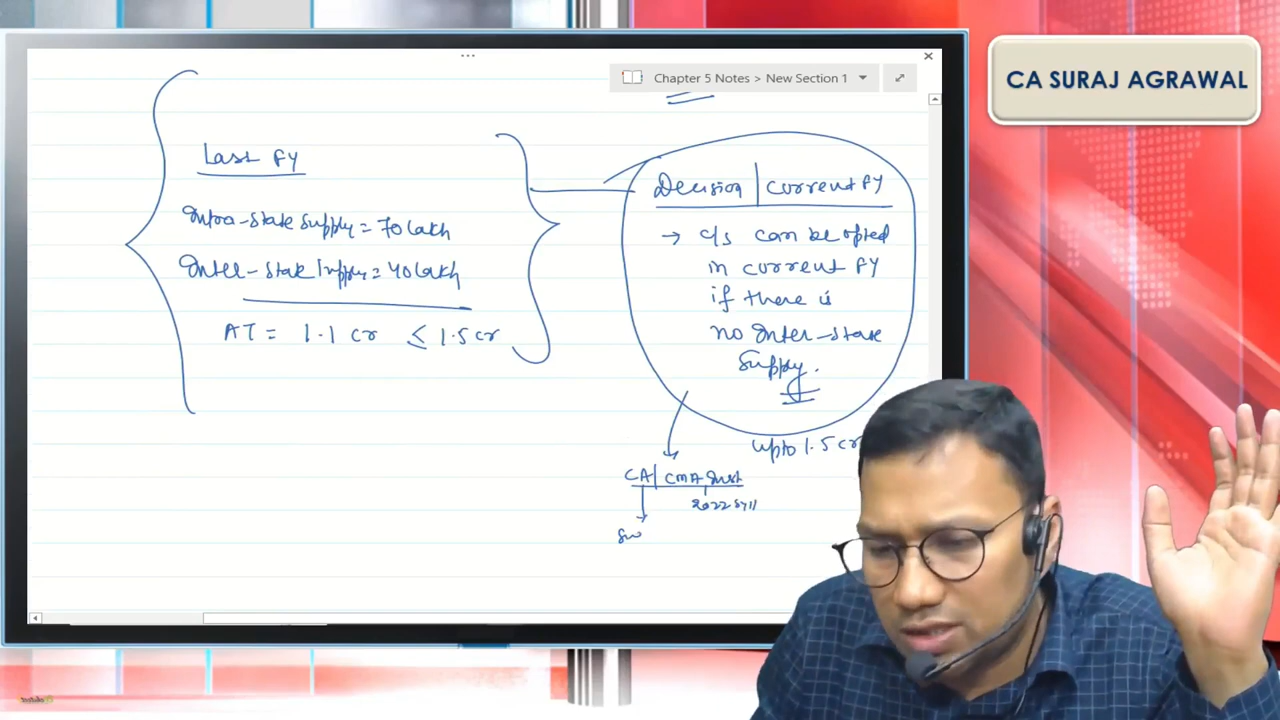 CA SURAJ AGRAWAL
Chapter 5 Notes > New Section 1
Last FY
Intra-state supply = 70 lakh
Inter-state supply = 40 lakh
AT = 1.1 cr ≤ 1.5 cr
Decision | Current FY
→ C/S can be opted
in current FY
if there is
no Inter-state
supply.
upto 1.5 cr
CA | CMA Inst
2022 Syll